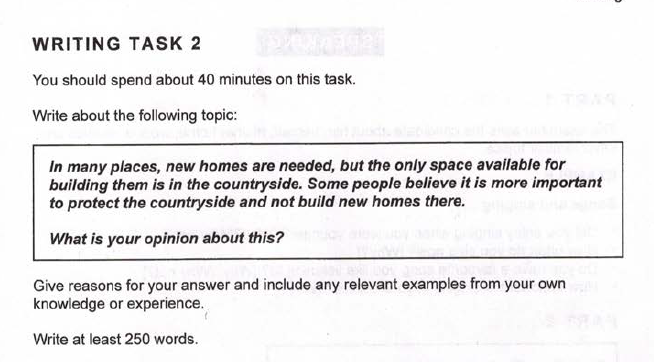 WRITING TASK 2
You should spend about 40 minutes on this task.
Write about the following topic:
In many places, new homes are needed, but the only space available for
building them is in the countryside. Some people believe it is more important
to protect the countryside and not build new homes there.
What is your opinion about this?
Give reasons for your answer and include any relevant examples from your own
knowledge or experience.
Write at least 250 words.